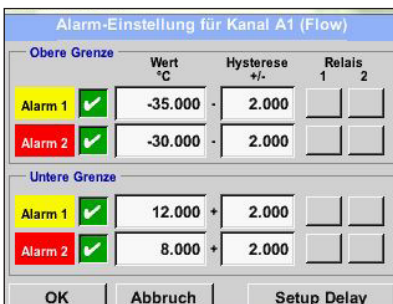 Alarm-Einstellung für Kanal A1 (Flow)
Obere Grenze
Wert Hysterese Relais
°C +/- 1 2
Alarm 1 -35.000 - 2.000
Alarm 2 -30.000 - 2.000
Untere Grenze
Alarm 1 12.000 + 2.000
Alarm 2 8.000 + 2.000
OK Abbruch Setup Delay